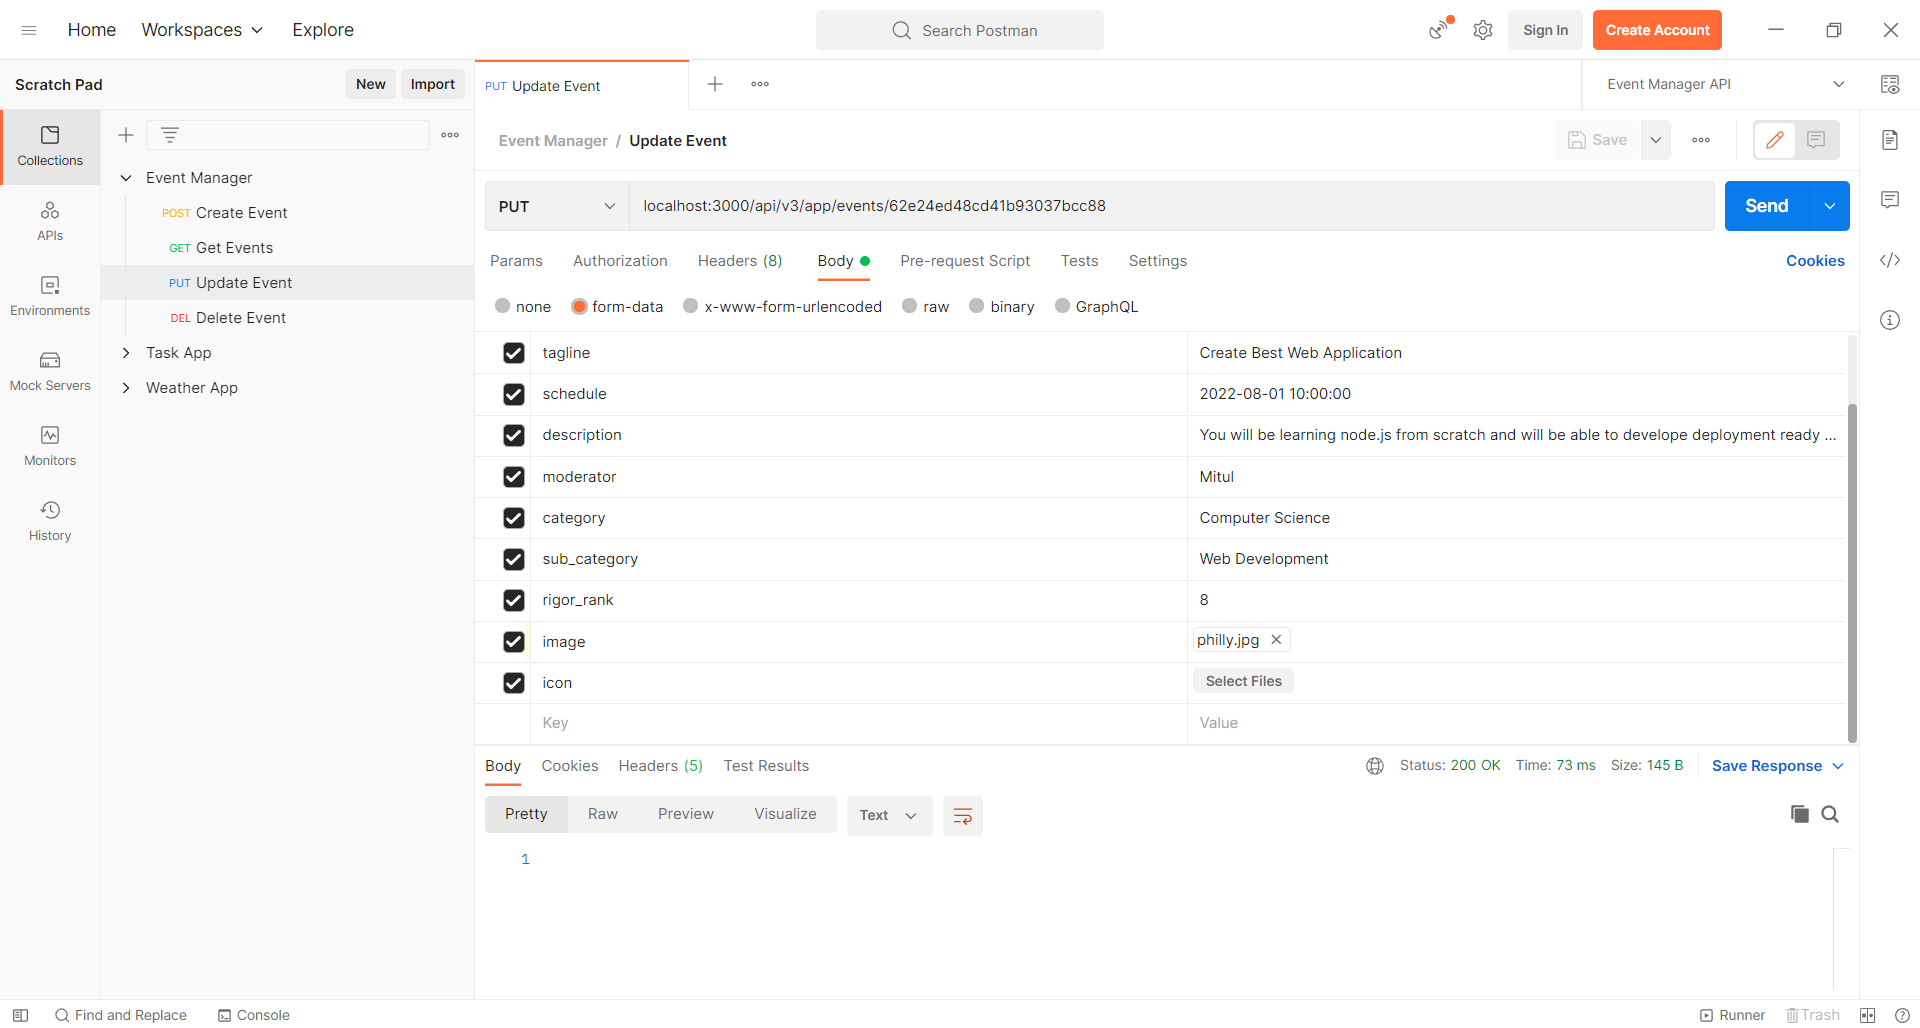 Home Workspaces Explore Search Postman Sign In Create Account
Scratch Pad New Import PUT Update Event Event Manager API
Collections
APIs
Environments
Mock Servers
Monitors
History
Event Manager
POST Create Event
GET Get Events
PUT Update Event
DEL Delete Event
Task App
Weather App
Event Manager / Update Event Save
PUT localhost:3000/api/v3/app/events/62e24ed48cd41b93037bcc88 Send
Params Authorization Headers (8) Body Pre-request Script Tests Settings Cookies
none form-data x-www-form-urlencoded raw binary GraphQL
tagline Create Best Web Application
schedule 2022-08-01 10:00:00
description You will be learning node.js from scratch and will be able to develope deployment ready ...
moderator Mitul
category Computer Science
sub_category Web Development
rigor_rank 8
image philly.jpg
icon Select Files
Key Value
Body Cookies Headers (5) Test Results Status: 200 OK Time: 73 ms Size: 145 B Save Response
Pretty Raw Preview Visualize Text
1
Find and Replace Console Runner Trash